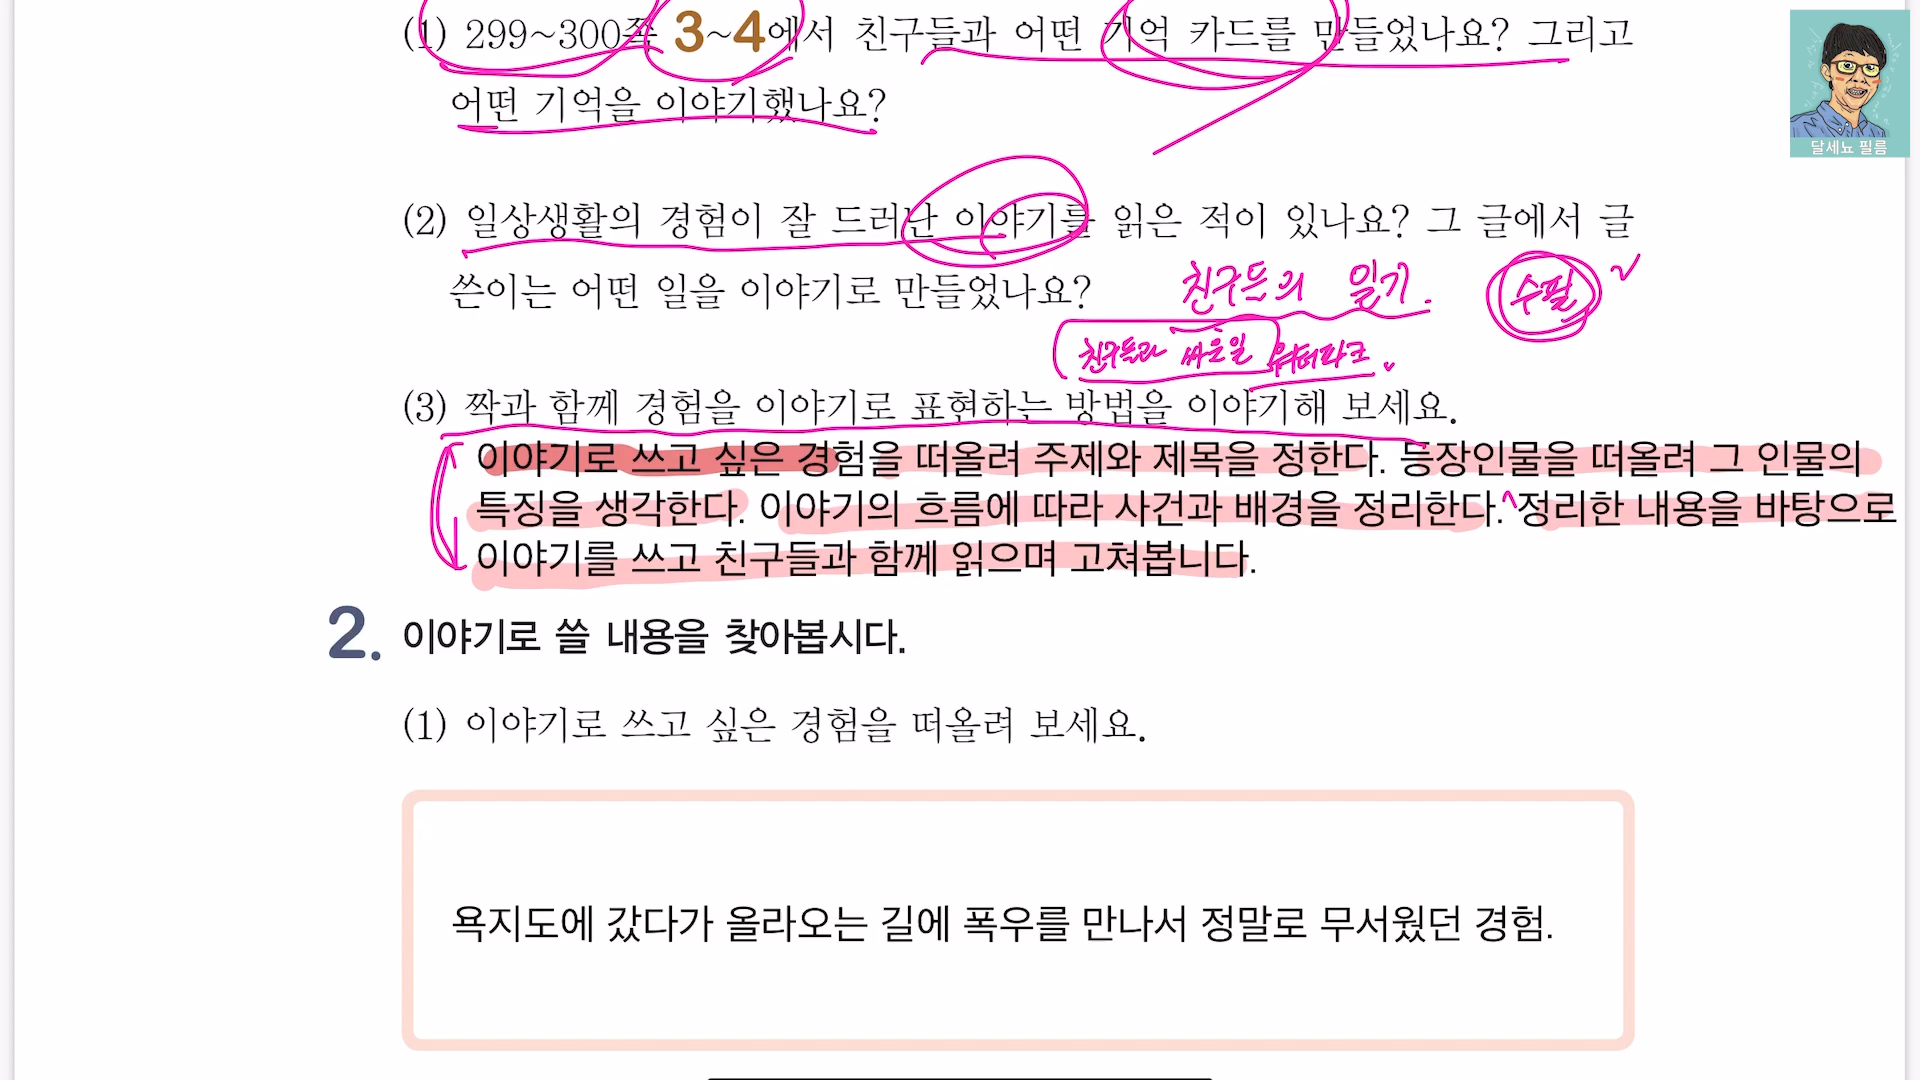 (1) 299~300쪽 3~4에서 친구들과 어떤 기억 카드를 만들었나요? 그리고
어떤 기억을 이야기했나요?
달세뇨 필름
(2) 일상생활의 경험이 잘 드러난 이야기를 읽은 적이 있나요? 그 글에서 글
쓴이는 어떤 일을 이야기로 만들었나요?
친구들의 일기. 수필
친구들과 싸운일 워터파크.
(3) 짝과 함께 경험을 이야기로 표현하는 방법을 이야기해 보세요.
이야기로 쓰고 싶은 경험을 떠올려 주제와 제목을 정한다. 등장인물을 떠올려 그 인물의
특징을 생각한다. 이야기의 흐름에 따라 사건과 배경을 정리한다. 정리한 내용을 바탕으로
이야기를 쓰고 친구들과 함께 읽으며 고쳐봅니다.
2. 이야기로 쓸 내용을 찾아봅시다.
(1) 이야기로 쓰고 싶은 경험을 떠올려 보세요.
욕지도에 갔다가 올라오는 길에 폭우를 만나서 정말로 무서웠던 경험.